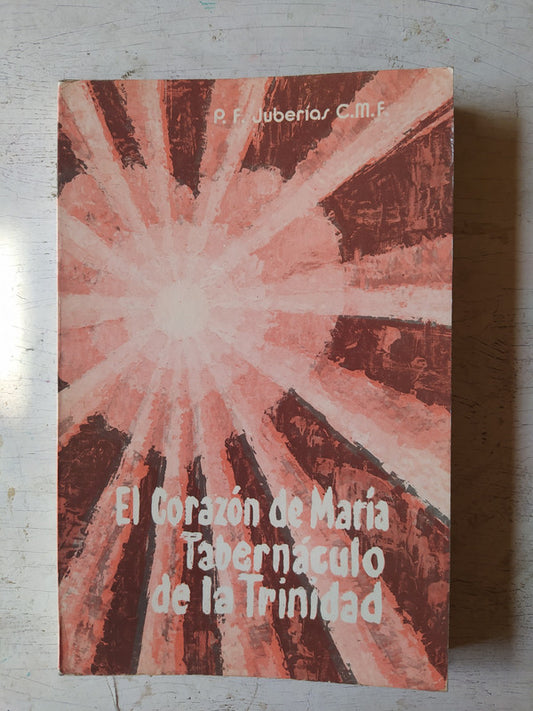 P. F. Juberías C.M.F.
El Corazón de María
Tabernáculo
de la Trinidad